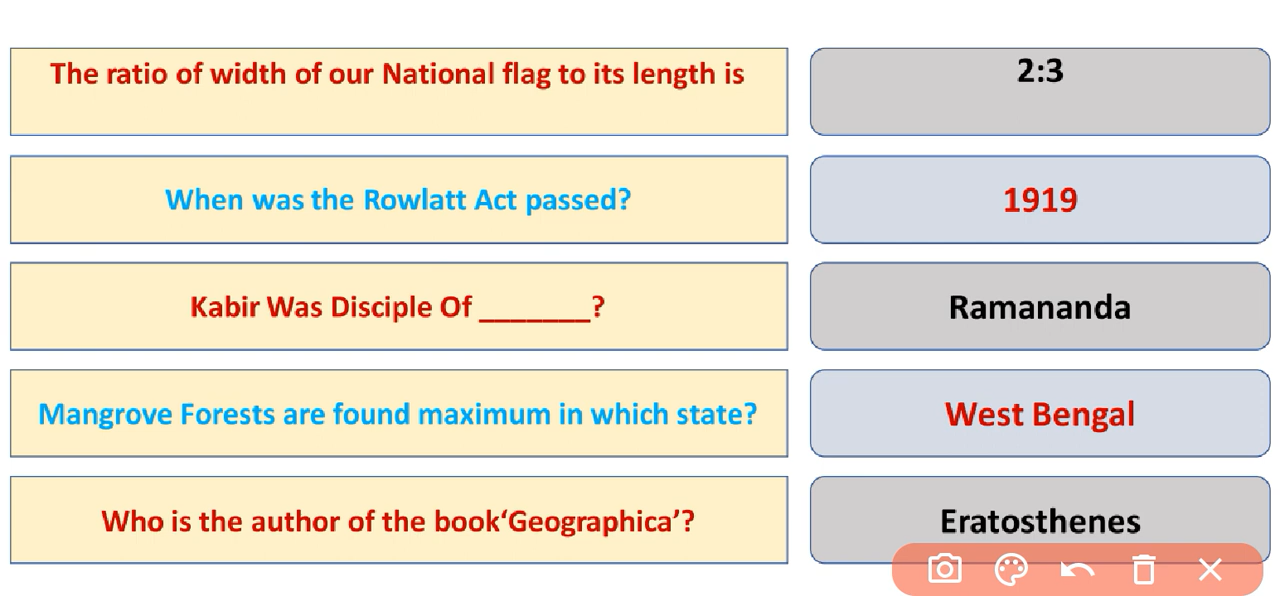 The ratio of width of our National flag to its length is
2:3
When was the Rowlatt Act passed?
1919
Kabir Was Disciple Of _______?
Ramananda
Mangrove Forests are found maximum in which state?
West Bengal
Who is the author of the book‘Geographica’?
Eratosthenes